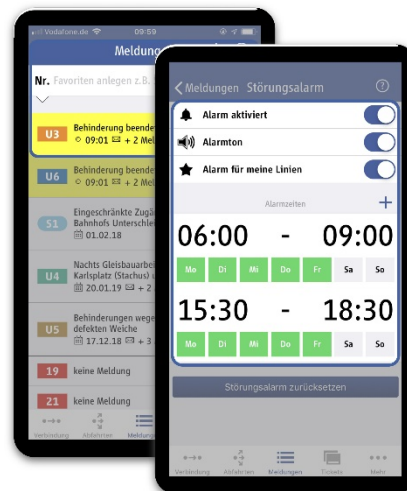 Vodafone.de 09:59
Meldung
Nr. Favoriten anlegen z.B.
U3 Behinderung beende
09:01 + 2 Mel
U6 Behinderung beende
09:01 + 2 Mel
S1 Eingeschränkte Zugä
Bahnhofs Unterschlei
01.02.18
U4 Nachts Gleisbauarbei
Karlsplatz (Stachus) u
20.01.19 + 2
U5 Behinderungen wege
defekten Weiche
17.12.18 + 3
19 keine Meldung
21 keine Meldung
Verbindung Abfahrten Meldung
Meldungen Störungsalarm ?
Alarm aktiviert
Alarmton
Alarm für meine Linien
Alarmzeiten +
06:00 - 09:00
Mo Di Mi Do Fr Sa So
15:30 - 18:30
Mo Di Mi Do Fr Sa So
Störungsalarm zurücksetzen
Verbindung Abfahrten Meldungen Tickets Mehr